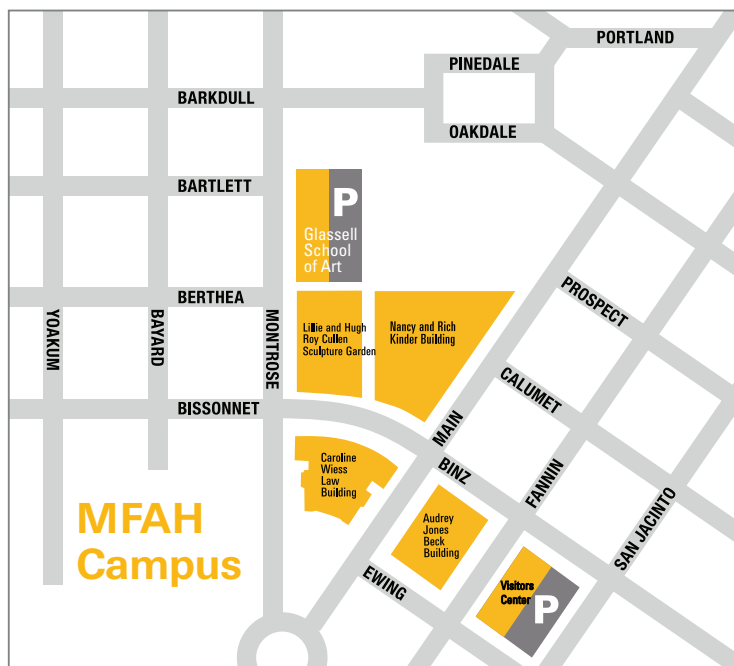 PORTLAND
PINEDALE
BARKDULL
OAKDALE
BARTLETT
P
Glassell
School
of Art
BERTHEA
PROSPECT
YOAKUM
BAYARD
MONTROSE
Lillie and Hugh
Roy Cullen
Sculpture Garden
Nancy and Rich
Kinder Building
CALUMET
BISSONNET
MAIN
BINZ
FANNIN
SAN JACINTO
Caroline
Wiess
Law
Building
MFAH
Campus
Audrey
Jones
Beck
Building
EWING
Visitors
Center
P